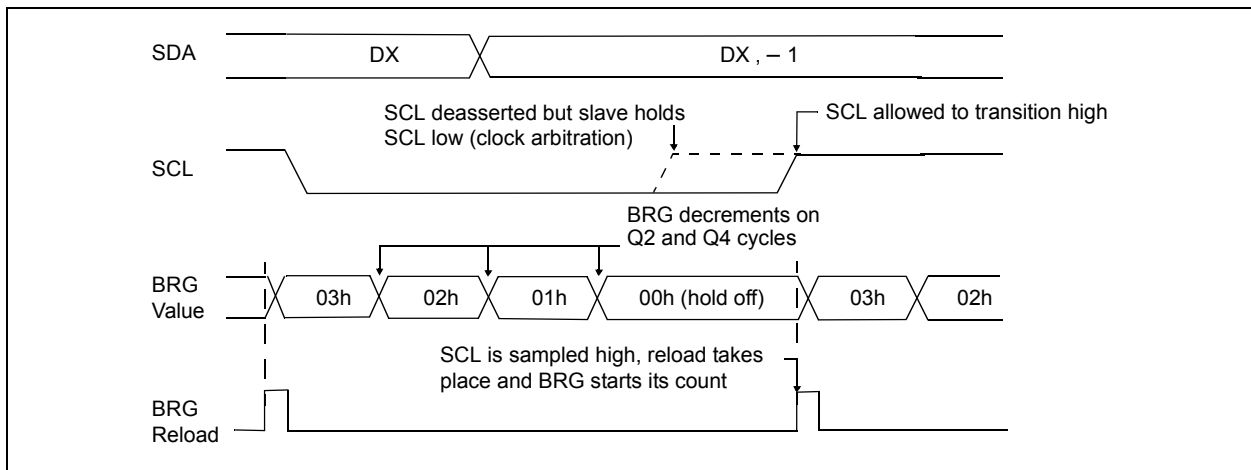 SDA
DX
DX , – 1
SCL deasserted but slave holds
SCL low (clock arbitration)
SCL allowed to transition high
SCL
BRG decrements on
Q2 and Q4 cycles
BRG
Value
03h
02h
01h
00h (hold off)
03h
02h
SCL is sampled high, reload takes
place and BRG starts its count
BRG
Reload